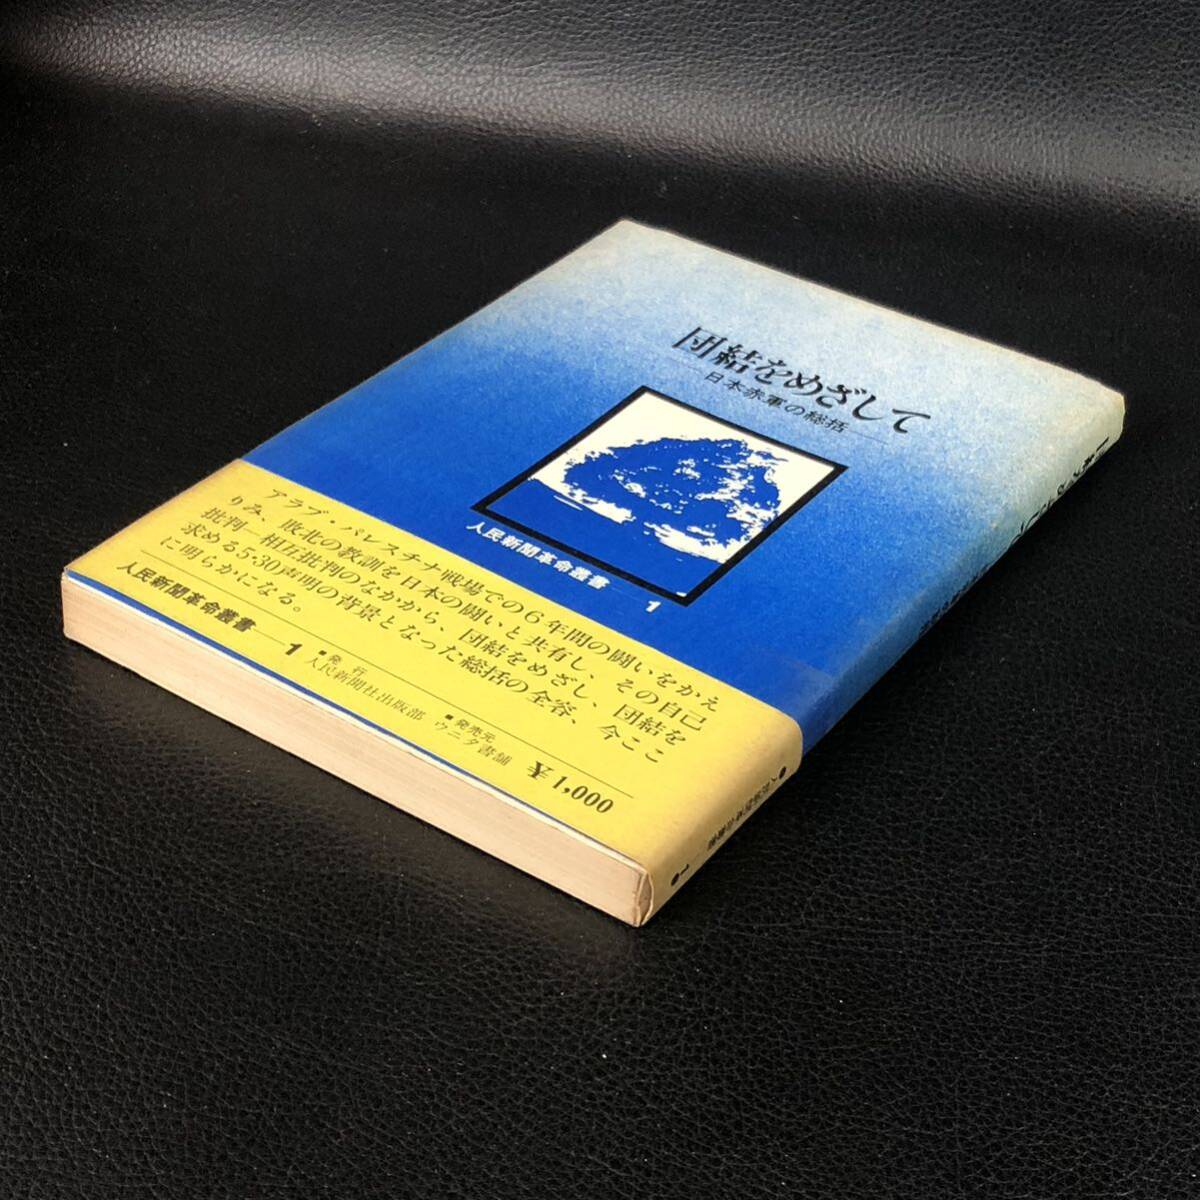 団結をめざして
日本赤軍の総括
人民新聞革命叢書──1
アラブ・パレスチナ戦場での6年間の闘いをかえ
りみ、敗北の教訓を日本の闘いと共有し、その自己
批判─相互批判のなかから、団結をめざし、団結を
求める5・30声明の背景となった総括の全容、今ここ
に明らかになる。
人民新聞革命叢書──1
■発行
人民新聞社出版部
■発売元
ウニタ書舗
¥1,000